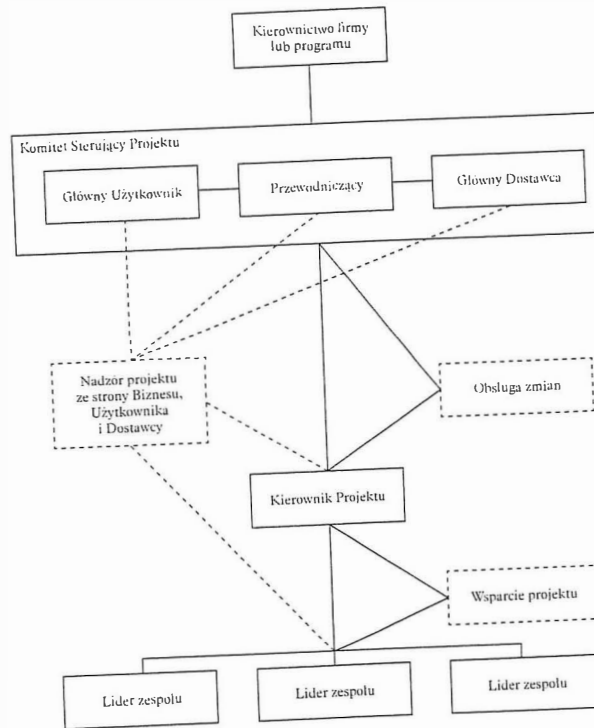 Kierownictwo firmy
lub programu
Komitet Sterujący Projektu
Główny Użytkownik
Przewodniczący
Główny Dostawca
Nadzór projektu
ze strony Biznesu,
Użytkownika
i Dostawcy
Obsługa zmian
Kierownik Projektu
Wsparcie projektu
Lider zespołu
Lider zespołu
Lider zespołu